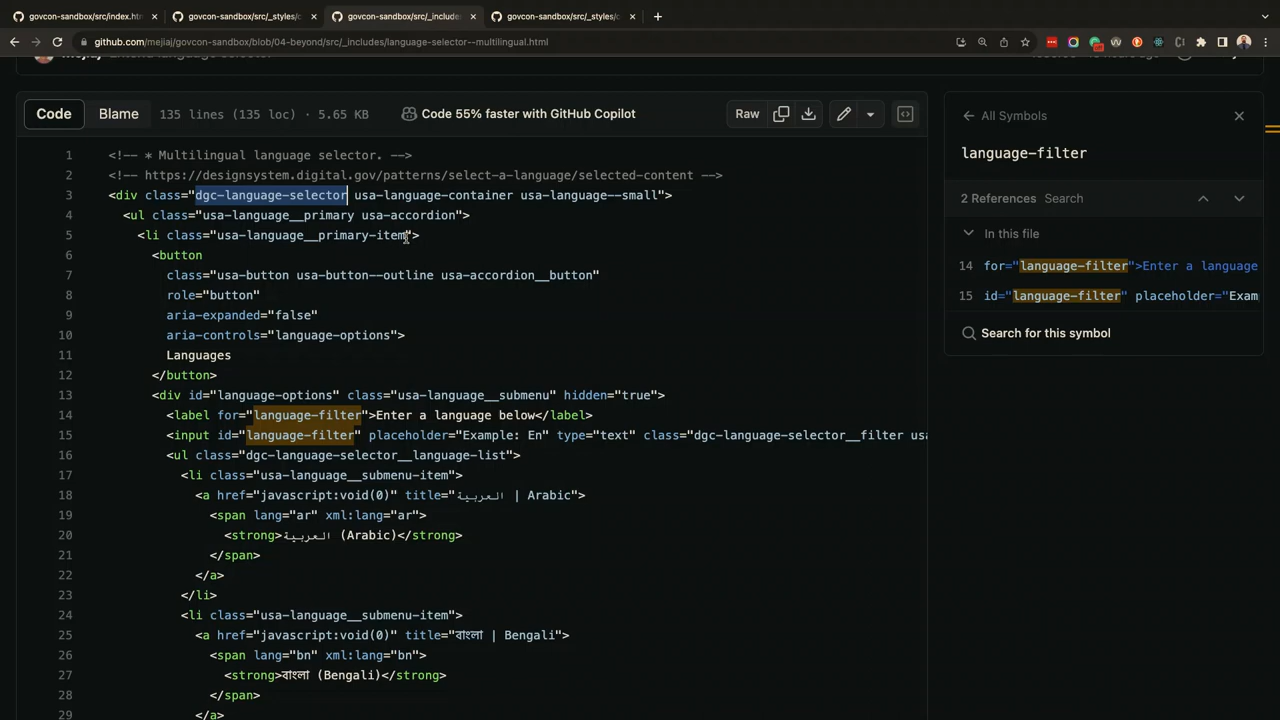 govcon-sandbox/src/index.htm
govcon-sandbox/src/_styles/c
govcon-sandbox/src/_include
govcon-sandbox/src/_styles/c
github.com/mejiaj/govcon-sandbox/blob/04-beyond/src/_includes/language-selector--multilingual.html
Code
Blame
135 lines (135 loc) · 5.65 KB
Code 55% faster with GitHub Copilot
Raw
1 <!-- * Multilingual language selector. -->
2 <!-- https://designsystem.digital.gov/patterns/select-a-language/selected-content -->
3 <div class="dgc-language-selector usa-language-container usa-language--small">
4 <ul class="usa-language__primary usa-accordion">
5 <li class="usa-language__primary-item">
6 <button
7 class="usa-button usa-button--outline usa-accordion__button"
8 role="button"
9 aria-expanded="false"
10 aria-controls="language-options">
11 Languages
12 </button>
13 <div id="language-options" class="usa-language__submenu" hidden="true">
14 <label for="language-filter">Enter a language below</label>
15 <input id="language-filter" placeholder="Example: En" type="text" class="dgc-language-selector__filter usa
16 <ul class="dgc-language-selector__language-list">
17 <li class="usa-language__submenu-item">
18 <a href="javascript:void(0)" title="العربية | Arabic">
19 <span lang="ar" xml:lang="ar">
20 <strong>العربية (Arabic)</strong>
21 </span>
22 </a>
23 </li>
24 <li class="usa-language__submenu-item">
25 <a href="javascript:void(0)" title="বাংলা | Bengali">
26 <span lang="bn" xml:lang="bn">
27 <strong>বাংলা (Bengali)</strong>
28 </span>
29 </a>
All Symbols
language-filter
2 References Search
In this file
14 for="language-filter">Enter a language
15 id="language-filter" placeholder="Exam
Search for this symbol